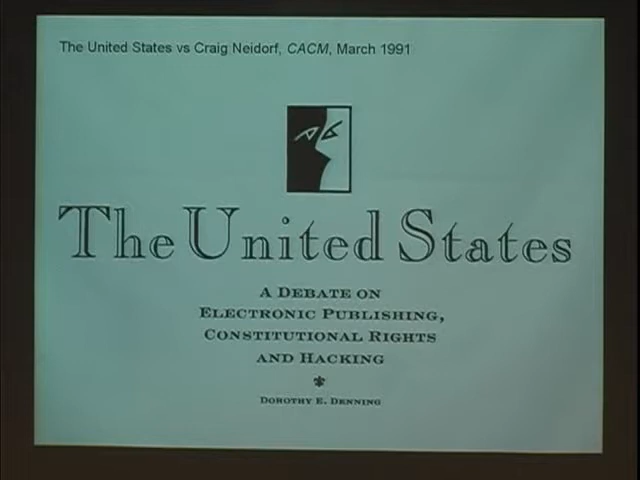 The United States vs Craig Neidorf, CACM, March 1991
The United States
A Debate on
Electronic Publishing,
Constitutional Rights
and Hacking
Dorothy E. Denning